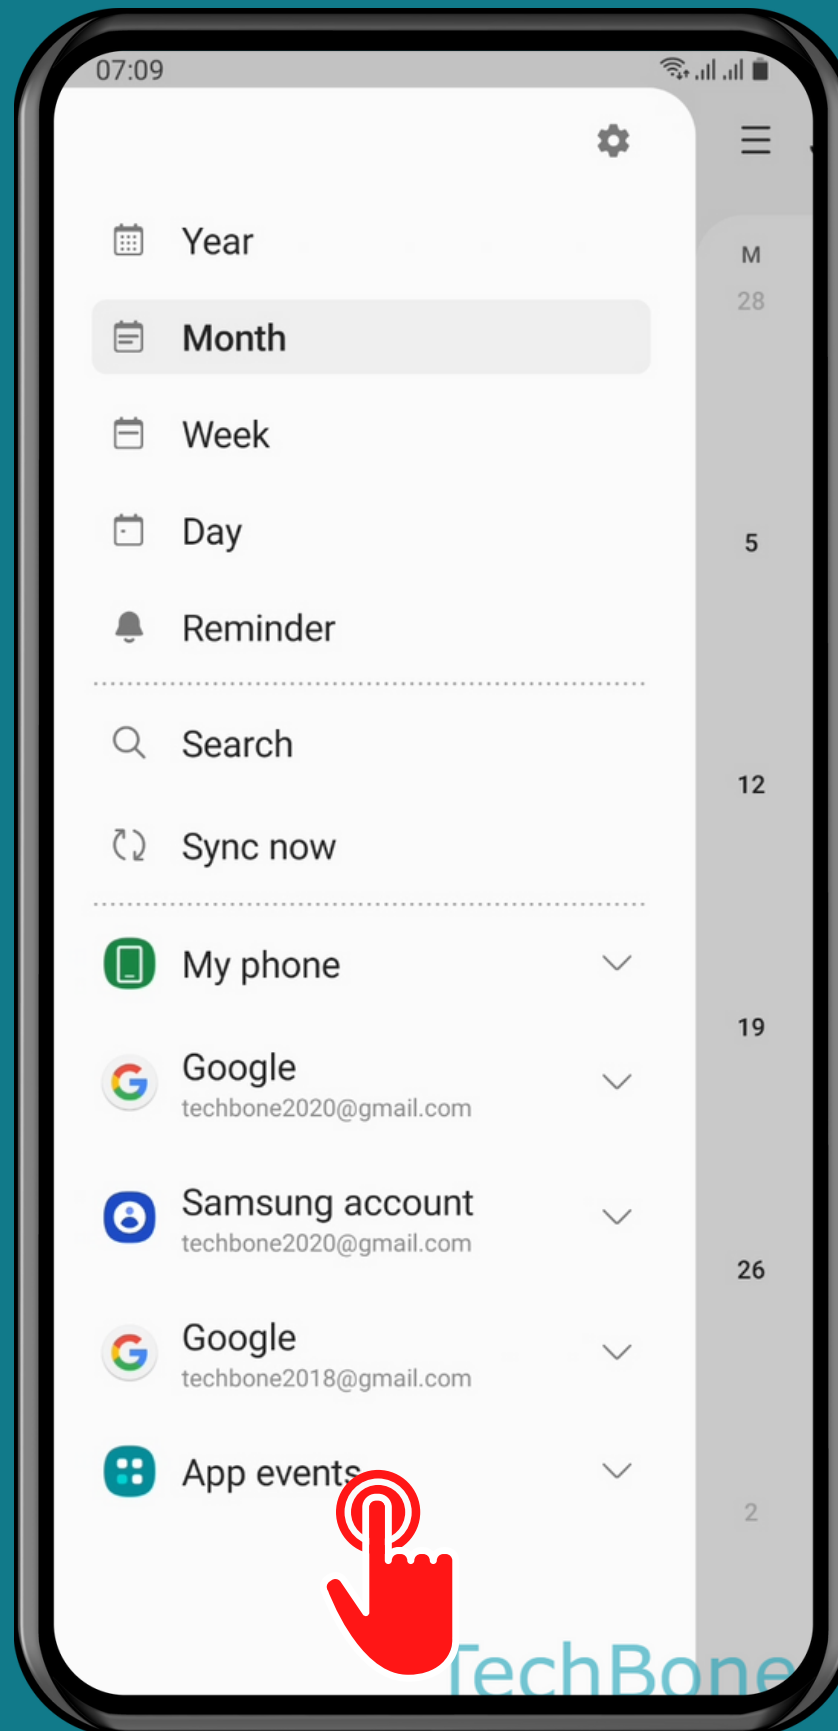 07:09
Year
M
28
Month
Week
Day
5
Reminder
Search
12
Sync now
My phone
19
Google
techbone2020@gmail.com
Samsung account
techbone2020@gmail.com
26
Google
techbone2018@gmail.com
App events
2
TechBone